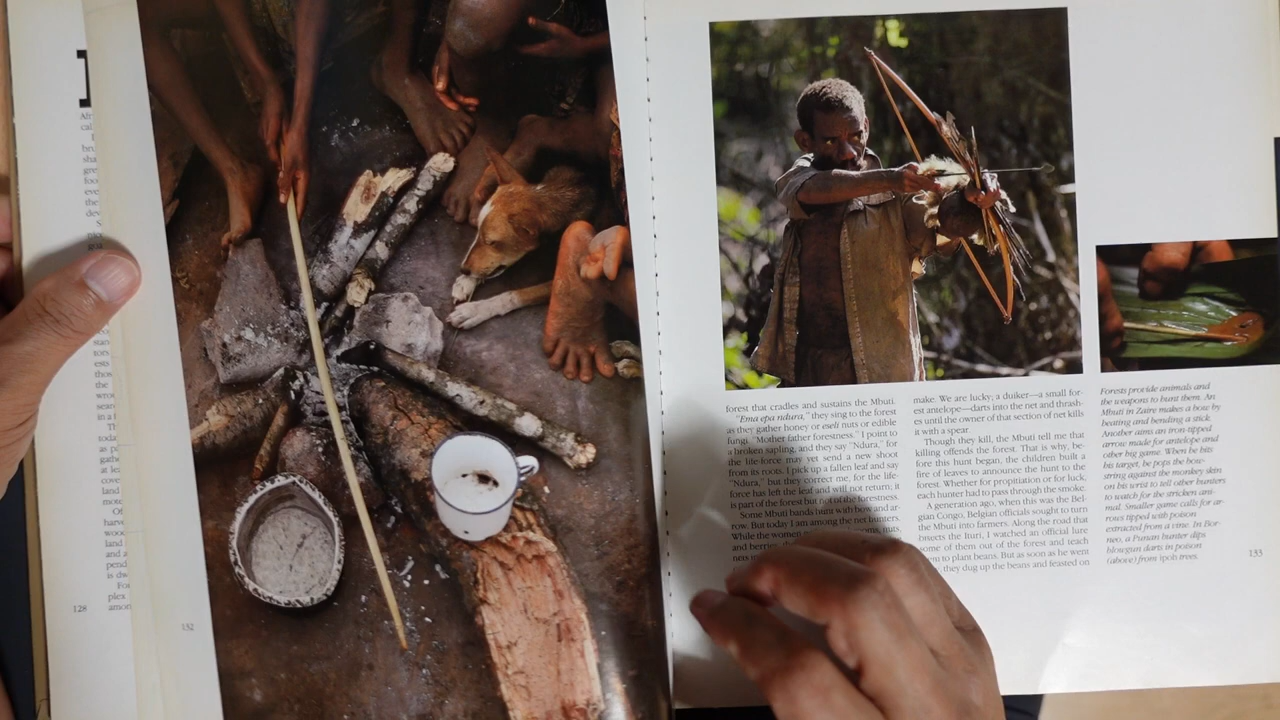 128
132
forest that cradles and sustains the Mbuti.
"Ema epa ndura," they sing to the forest
as they gather honey or eseli nuts or edible
fungi. "Mother father forestness." I point to
a broken sapling, and they say "Ndura," for
the life-force may yet send a new shoot
from its roots. I pick up a fallen leaf and say
"Ndura," but they correct me, for the life-
force has left the leaf and will not return; it
is part of the forest but not of the forestness.
Some Mbuti bands hunt with bow and ar-
row. But today I am among the net hunters.
While the women
and
make. We are lucky; a duiker—a small for-
est antelope—darts into the net and thrash-
es until the owner of that section of net kills
it with a spear.
Though they kill, the Mbuti tell me that
killing offends the forest. That is why, be-
fore this hunt began, the children built a
fire of leaves to announce the hunt to the
forest. Whether for propitiation or for luck,
each hunter had to pass through the smoke.
A generation ago, when this was the Bel-
gian Congo, Belgian officials sought to turn
the Mbuti into farmers. Along the road that
bisects the Ituri, I watched an official lure
some of them out of the forest and teach
them to plant beans. But as soon as he went
they dug up the beans and feasted on
Forests provide animals and
the weapons to hunt them. An
Mbuti in Zaire makes a bow by
heating and bending a stick.
Another aims an iron-tipped
arrow made for antelope and
other big game. When he hits
his target, he pops the bow-
string against the monkey skin
on his wrist to tell other hunters
to watch for the stricken ani-
mal. Smaller game calls for ar-
rows tipped with poison
extracted from a vine. In Bor-
neo, a Punan hunter dips
blowgun darts in poison
(above) from ipoh trees.
133